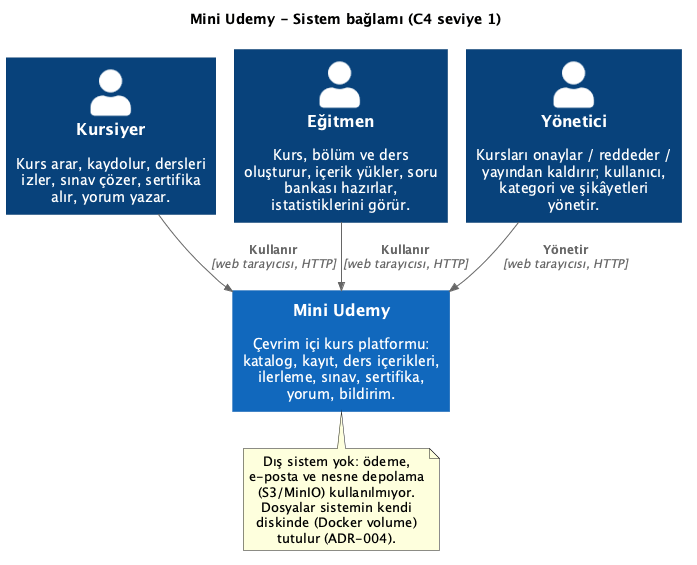 Mini Udemy – Sistem bağlamı (C4 seviye 1)
Kursiyer
Kurs arar, kaydolur, dersleri
izler, sınav çözer, sertifika
alır, yorum yazar.
Eğitmen
Kurs, bölüm ve ders
oluşturur, içerik yükler, soru
bankası hazırlar,
istatistiklerini görür.
Yönetici
Kursları onaylar / reddeder /
yayından kaldırır; kullanıcı,
kategori ve şikâyetleri
yönetir.
Kullanır
[web tarayıcısı, HTTP]
Kullanır
[web tarayıcısı, HTTP]
Yönetir
[web tarayıcısı, HTTP]
Mini Udemy
Çevrim içi kurs platformu:
katalog, kayıt, ders içerikleri,
ilerleme, sınav, sertifika,
yorum, bildirim.
Dış sistem yok: ödeme,
e-posta ve nesne depolama
(S3/MinIO) kullanılmıyor.
Dosyalar sistemin kendi
diskinde (Docker volume)
tutulur (ADR-004).